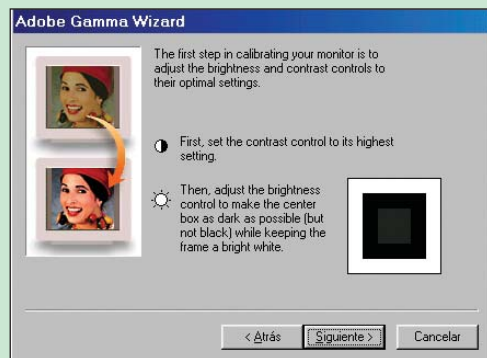 Adobe Gamma Wizard
The first step in calibrating your monitor is to
adjust the brightness and contrast controls to
their optimal settings.
First, set the contrast control to its highest
setting.
Then, adjust the brightness
control to make the center
box as dark as possible (but
not black) while keeping the
frame a bright white.
< Atrás
Siguiente >
Cancelar